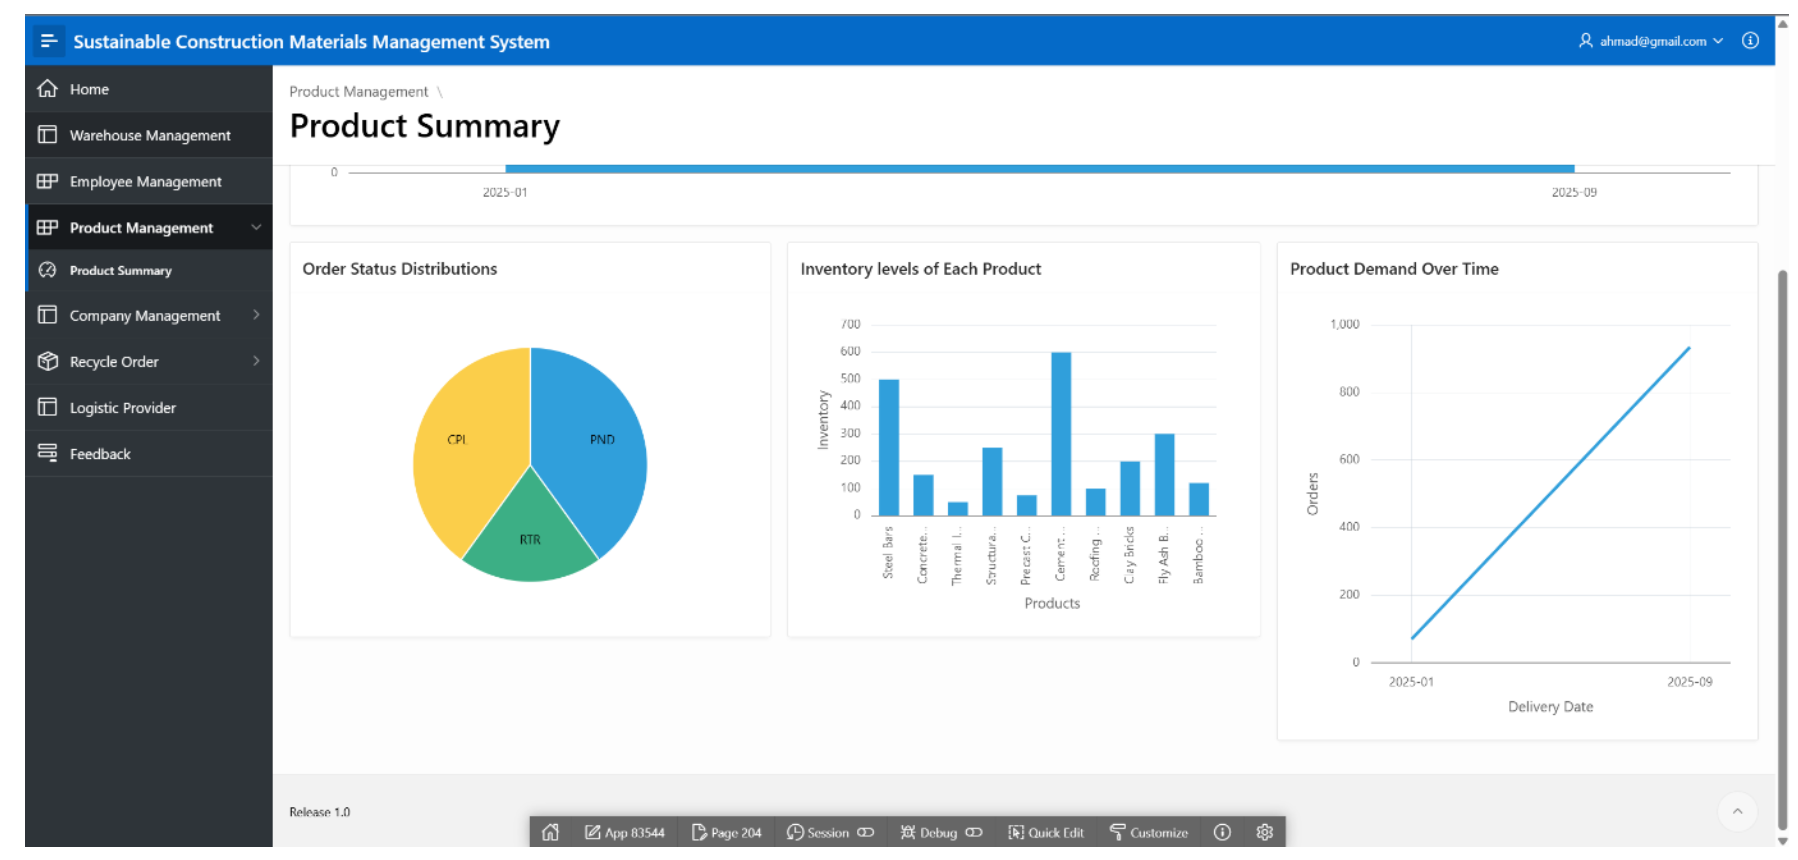 Sustainable Construction Materials Management System
ahmad@gmail.com
Home
Warehouse Management
Employee Management
Product Management
Product Summary
Company Management
Recycle Order
Logistic Provider
Feedback
Product Management \
Product Summary
0
2025-01
2025-09
Order Status Distributions
CPL
PND
RTR
Inventory levels of Each Product
700
600
500
400
300
200
100
0
Inventory
Steel Bars
Concrete...
Thermal I...
Structura...
Precast C...
Cement ...
Roofing ...
Clay Bricks
Fly Ash B...
Bamboo ...
Products
Product Demand Over Time
1,000
800
600
400
200
0
Orders
2025-01
2025-09
Delivery Date
Release 1.0
App 83544
Page 204
Session
Debug
Quick Edit
Customize